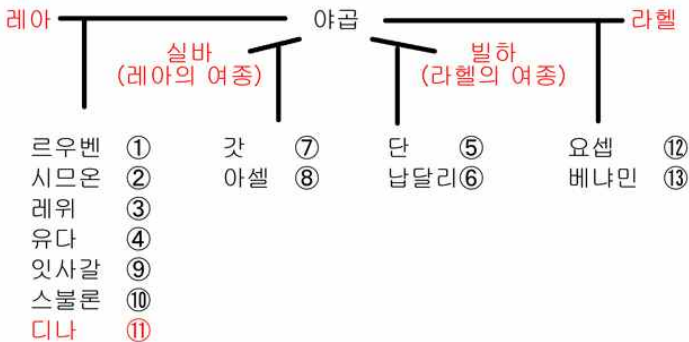 레아 야곱 라헬
실바 빌하
(레아의 여종) (라헬의 여종)
르우벤 ① 갓 ⑦ 단 ⑤ 요셉 ⑫
시므온 ② 아셀 ⑧ 납달리⑥ 베냐민 ⑬
레위 ③
유다 ④
잇사갈 ⑨
스불론 ⑩
디나 ⑪